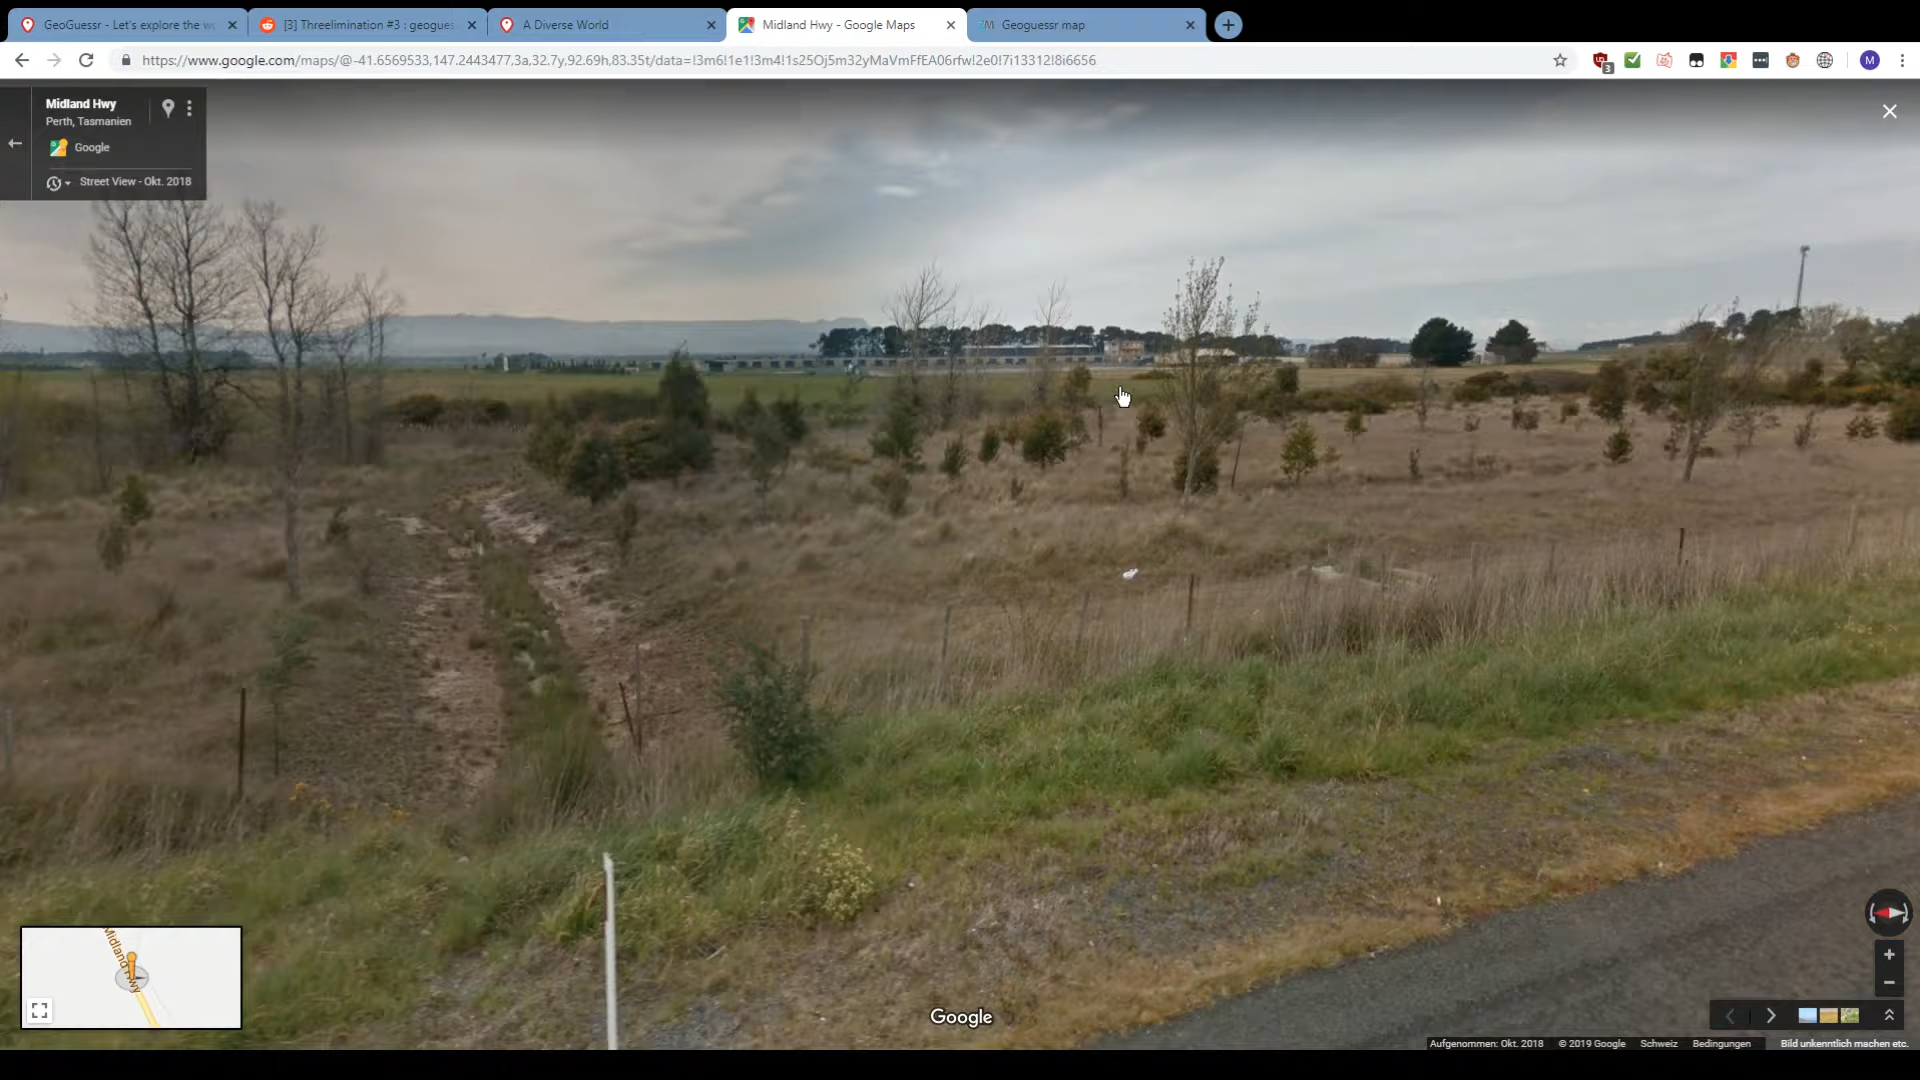 GeoGuessr - Let's explore the w
[3] Threelimination #3 : geogues
A Diverse World
Midland Hwy - Google Maps
Geoguessr map
https://www.google.com/maps/@-41.6569533,147.2443477,3a,32.7y,92.69h,83.35t/data=!3m6!1e1!3m4!1s25Oj5m32yMaVmFfEA06rfw!2e0!7i13312!8i6656
3
M
Midland Hwy
Perth, Tasmanien
Google
Street View - Okt. 2018
Midland Hwy
Google
Aufgenommen: Okt. 2018 © 2019 Google Schweiz Bedingungen Bild unkenntlich machen etc.